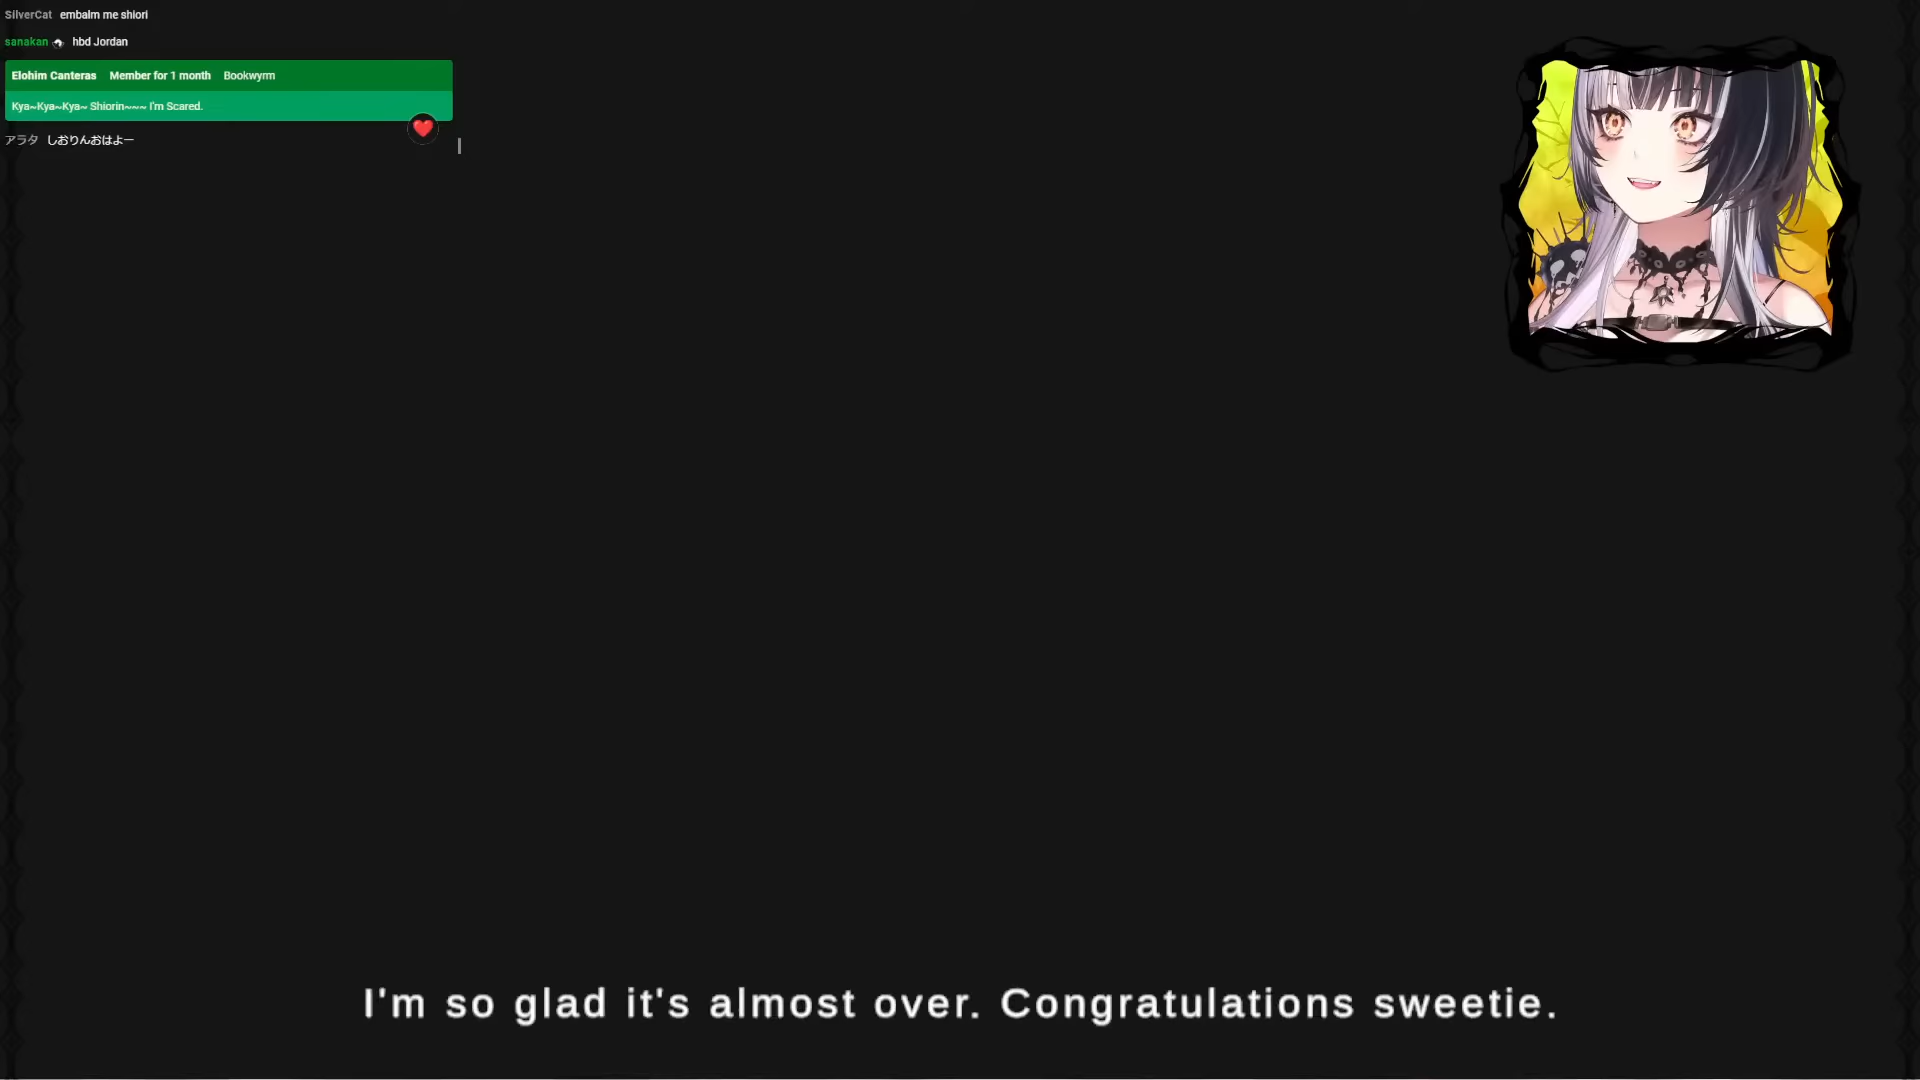 SilverCat embalm me shiori
sanakan hbd Jordan
Elohim Canteras Member for 1 month Bookwyrm
Kya~Kya~Kya~ Shiorin~~~ I'm Scared.
アラタ しおりんおはよー
I'm so glad it's almost over. Congratulations sweetie.